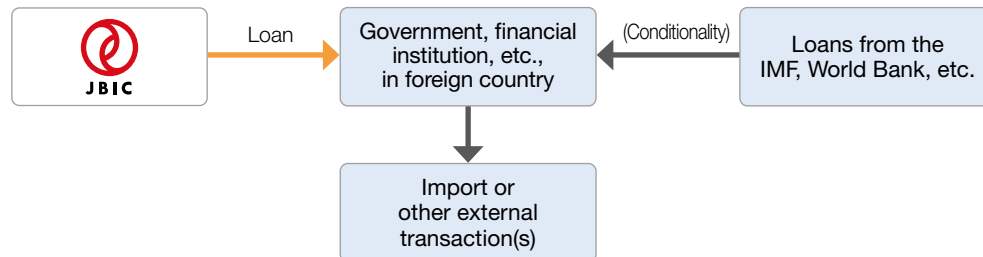 JBIC
Loan
Government, financial
institution, etc.,
in foreign country
(Conditionality)
Loans from the
IMF, World Bank, etc.
Import or
other external
transaction(s)